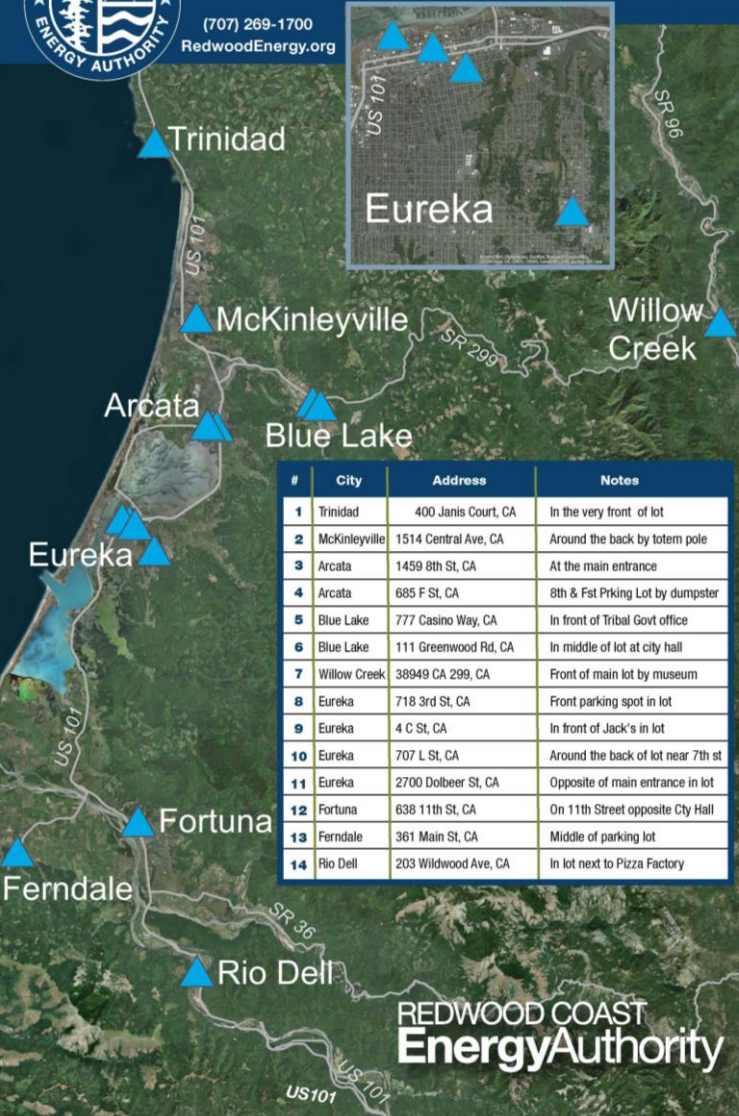 ENERGY AUTHORITY
(707) 269-1700
RedwoodEnergy.org
US 101
Eureka
SR 96
Trinidad
US 101
McKinleyville
SR 299
Willow
Creek
Arcata
Blue Lake
Eureka
US 101
# City Address Notes
1 Trinidad 400 Janis Court, CA In the very front of lot
2 McKinleyville 1514 Central Ave, CA Around the back by totem pole
3 Arcata 1459 8th St, CA At the main entrance
4 Arcata 685 F St, CA 8th & Fst Prking Lot by dumpster
5 Blue Lake 777 Casino Way, CA In front of Tribal Govt office
6 Blue Lake 111 Greenwood Rd, CA In middle of lot at city hall
7 Willow Creek 38949 CA 299, CA Front of main lot by museum
8 Eureka 718 3rd St, CA Front parking spot in lot
9 Eureka 4 C St, CA In front of Jack's in lot
10 Eureka 707 L St, CA Around the back of lot near 7th st
11 Eureka 2700 Dolbeer St, CA Opposite of main entrance in lot
12 Fortuna 638 11th St, CA On 11th Street opposite Cty Hall
13 Ferndale 361 Main St, CA Middle of parking lot
14 Rio Dell 203 Wildwood Ave, CA In lot next to Pizza Factory
Fortuna
Ferndale
SR 36
Rio Dell
REDWOOD COAST
EnergyAuthority
US 101
US101